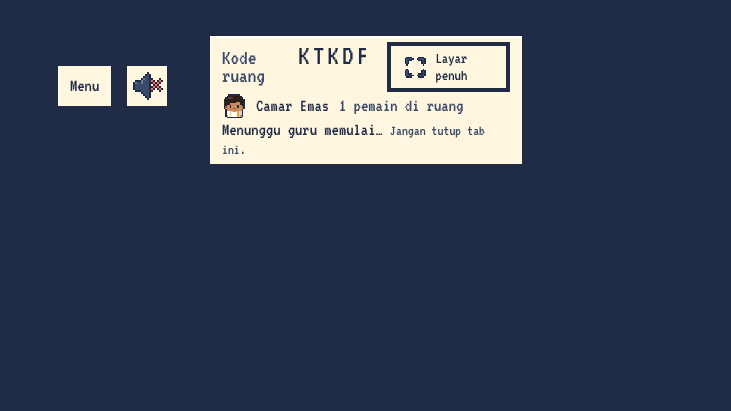 Menu
Kode ruang
KTKDF
Layar penuh
Camar Emas 1 pemain di ruang
Menunggu guru memulai… Jangan tutup tab
ini.